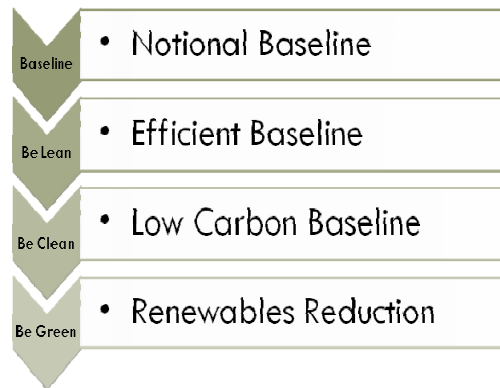 Baseline
• Notional Baseline
Be Lean
• Efficient Baseline
Be Clean
• Low Carbon Baseline
Be Green
• Renewables Reduction